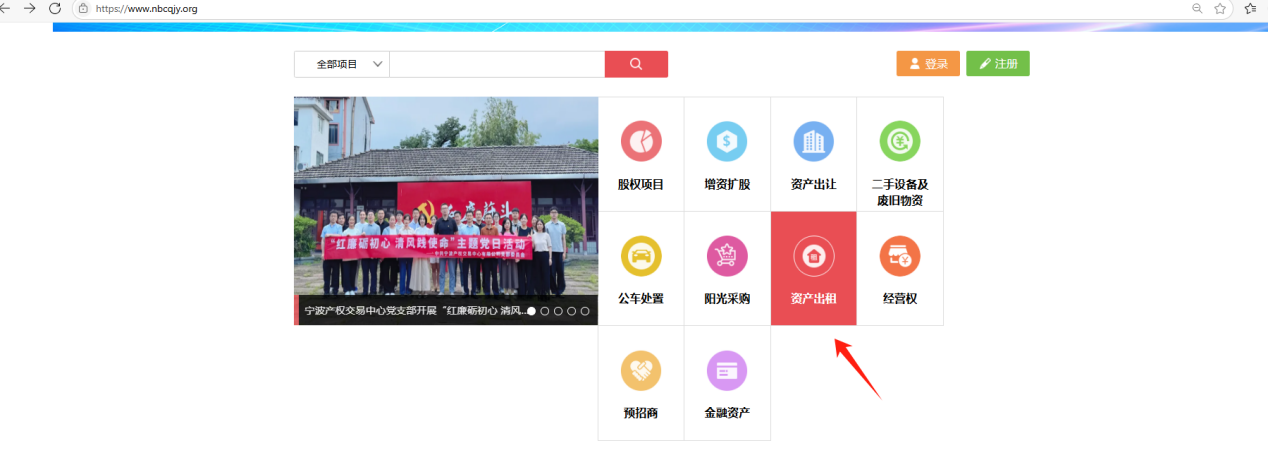 https://www.nbcqjy.org
全部项目
登录
注册
股权项目
增资扩股
资产出让
二手设备及
废旧物资
“红廉砺初心 清风践使命”主题党日活动
宁波产权交易中心党支部开展“红廉砺初心 清风...
公车处置
阳光采购
资产出租
经营权
预招商
金融资产